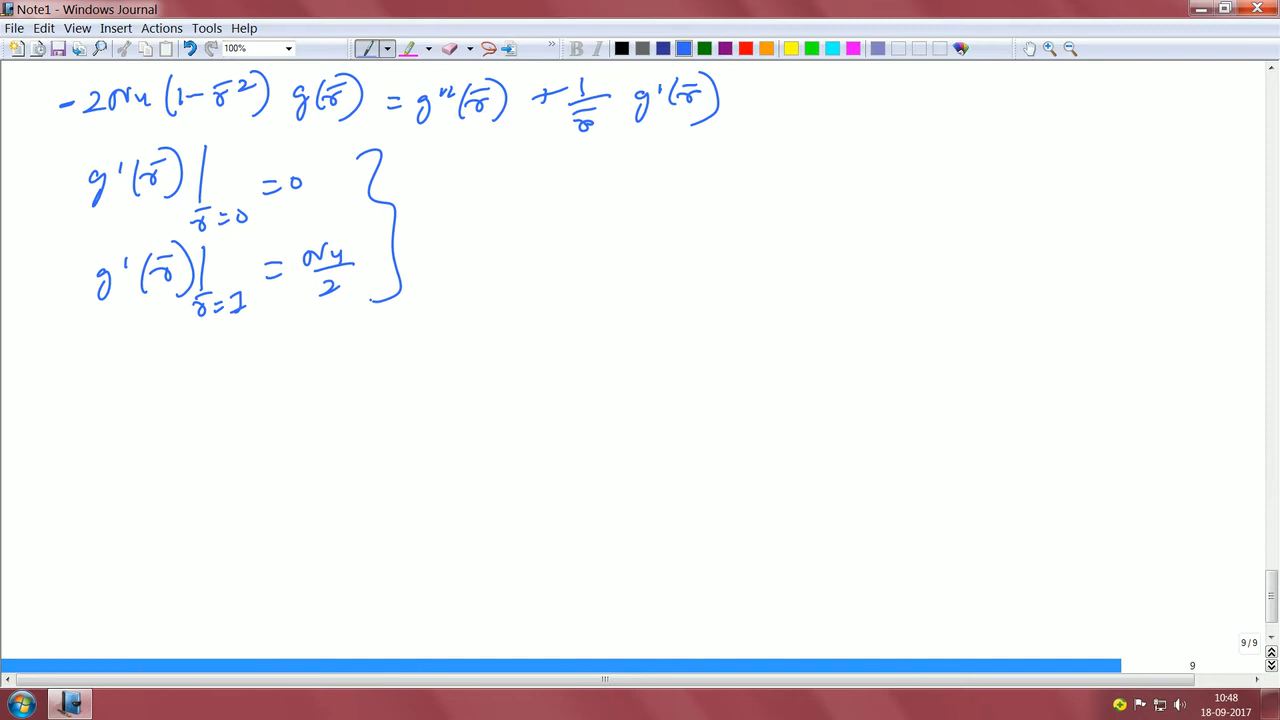 Note1 - Windows Journal
File Edit View Insert Actions Tools Help
100%
- 2Nu (1 - r̄²) g(r̄) = g''(r̄) + 1/r̄ g'(r̄)
g'(r̄) | r̄=0 = 0
g'(r̄) | r̄=1 = Nu/2
9/9
9
10:48
18-09-2017